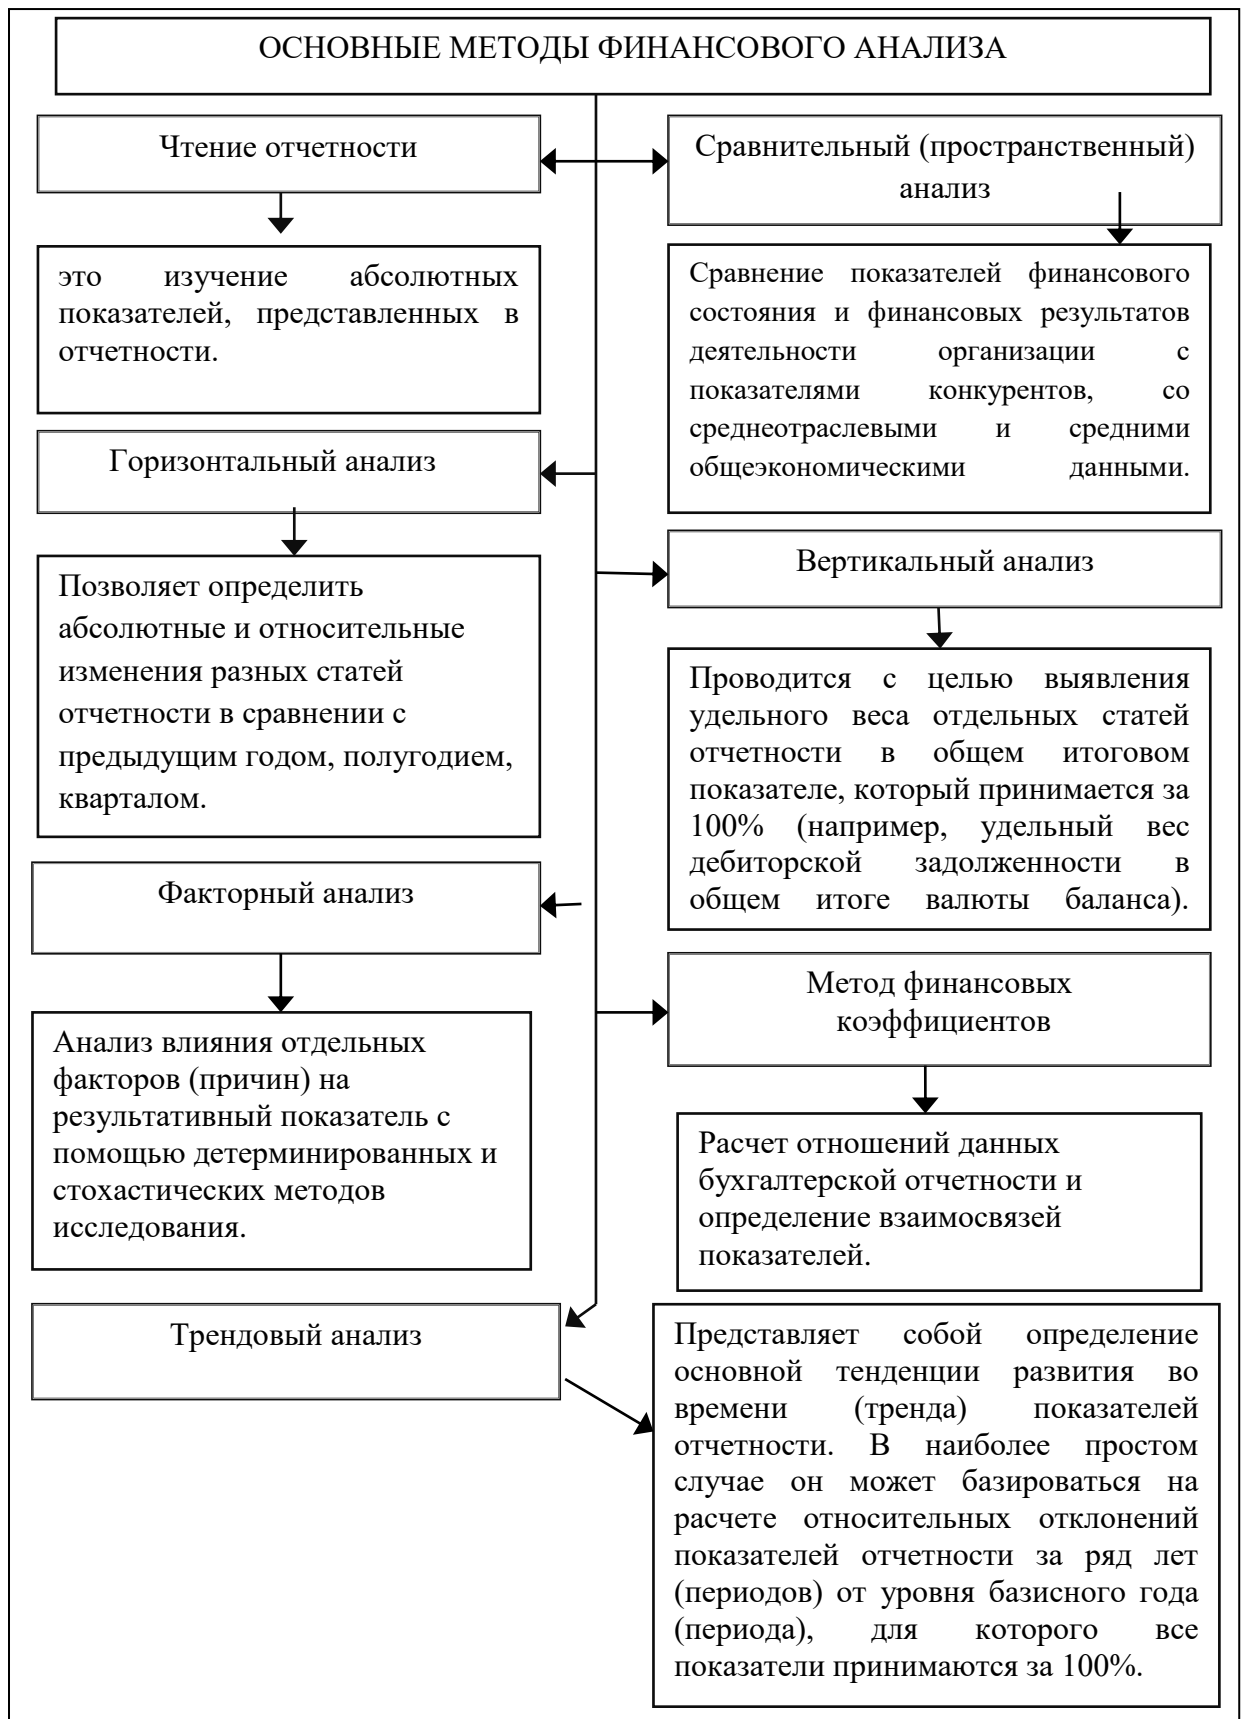 ОСНОВНЫЕ МЕТОДЫ ФИНАНСОВОГО АНАЛИЗА
Чтение отчетности
это изучение абсолютных
показателей, представленных в
отчетности.
Сравнительный (пространственный)
анализ
Сравнение показателей финансового
состояния и финансовых результатов
деятельности организации с
показателями конкурентов, со
среднеотраслевыми и средними
общеэкономическими данными.
Горизонтальный анализ
Позволяет определить
абсолютные и относительные
изменения разных статей
отчетности в сравнении с
предыдущим годом, полугодием,
кварталом.
Вертикальный анализ
Проводится с целью выявления
удельного веса отдельных статей
отчетности в общем итоговом
показателе, который принимается за
100% (например, удельный вес
дебиторской задолженности в
общем итоге валюты баланса).
Факторный анализ
Анализ влияния отдельных
факторов (причин) на
результативный показатель с
помощью детерминированных и
стохастических методов
исследования.
Метод финансовых
коэффициентов
Расчет отношений данных
бухгалтерской отчетности и
определение взаимосвязей
показателей.
Трендовый анализ
Представляет собой определение
основной тенденции развития во
времени (тренда) показателей
отчетности. В наиболее простом
случае он может базироваться на
расчете относительных отклонений
показателей отчетности за ряд лет
(периодов) от уровня базисного года
(периода), для которого все
показатели принимаются за 100%.